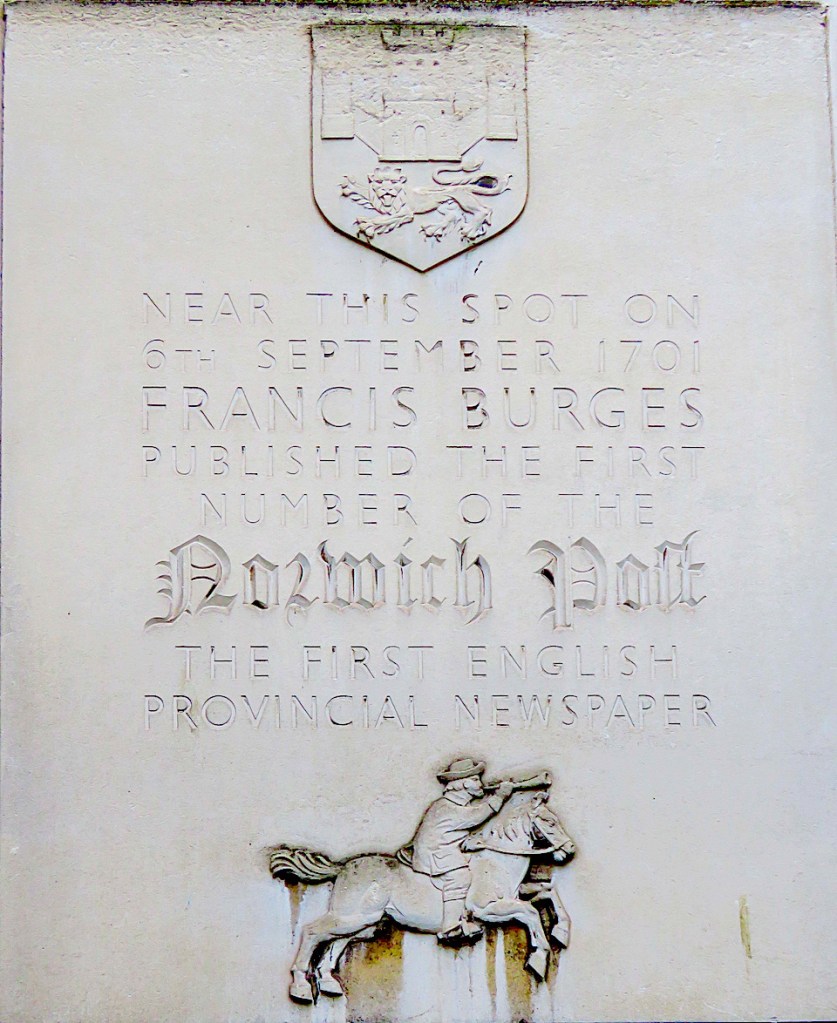 NEAR THIS SPOT ON
6TH SEPTEMBER 1701
FRANCIS BURGES
PUBLISHED THE FIRST
NUMBER OF THE
Norwich Poſt
THE FIRST ENGLISH
PROVINCIAL NEWSPAPER